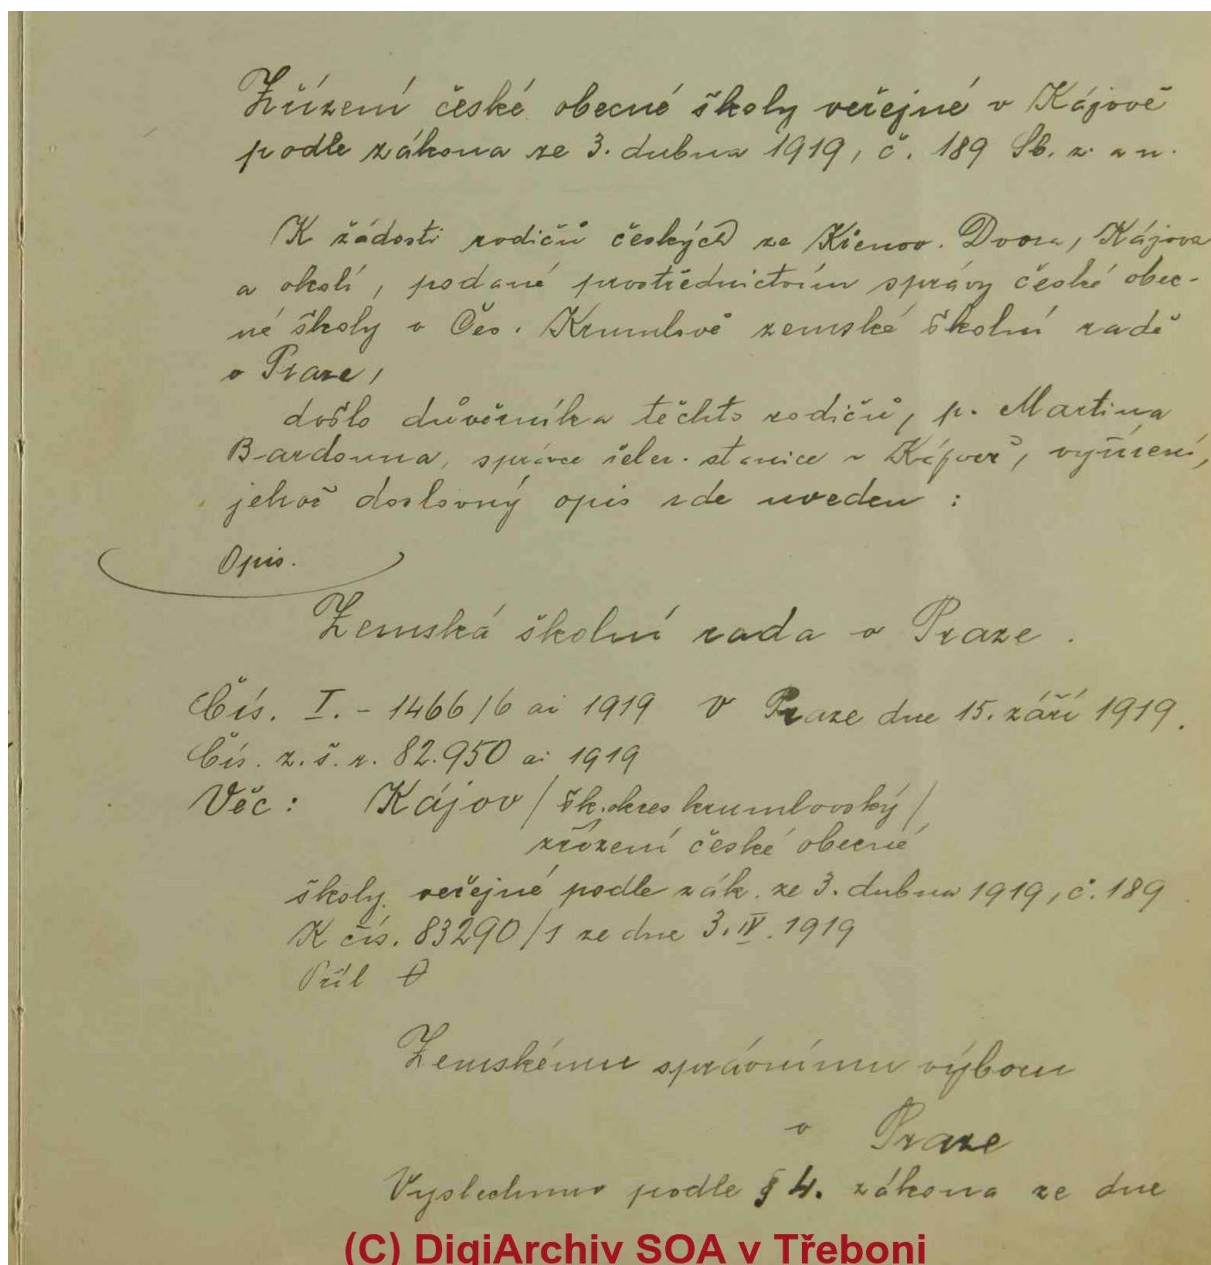 Zřízení české obecné školy veřejné v Kájově
podle zákona ze 3. dubna 1919, č. 189 Sb. z. a n.
K žádosti rodičů českých ze Křenov. Dvora, Kájova
a okolí, podané prostřednictvím správy české obec-
né školy v Čes. Krumlově zemské školní radě
v Praze,
došlo důvěrníka těchto rodičů, p. Martina
Bardouna, správce želez. stanice v Kájově, vyřízení,
jehož doslovný opis zde uveden :
Opis.
Zemská školní rada v Praze.
Čís. I. - 1466/6 ai 1919 V Praze dne 15. září 1919.
Čís. z. š. r. 82.950 ai 1919
Věc : Kájov / šk. okres krumlovský /
zřízení české obecné
školy veřejné podle zák. ze 3. dubna 1919, č. 189
K čís. 83290/1 ze dne 3. IV. 1919
Příl
Zemskému správnímu výboru
v Praze
Vyslechnuv podle § 4. zákona ze dne
(C) DigiArchiv SOA v Třeboni